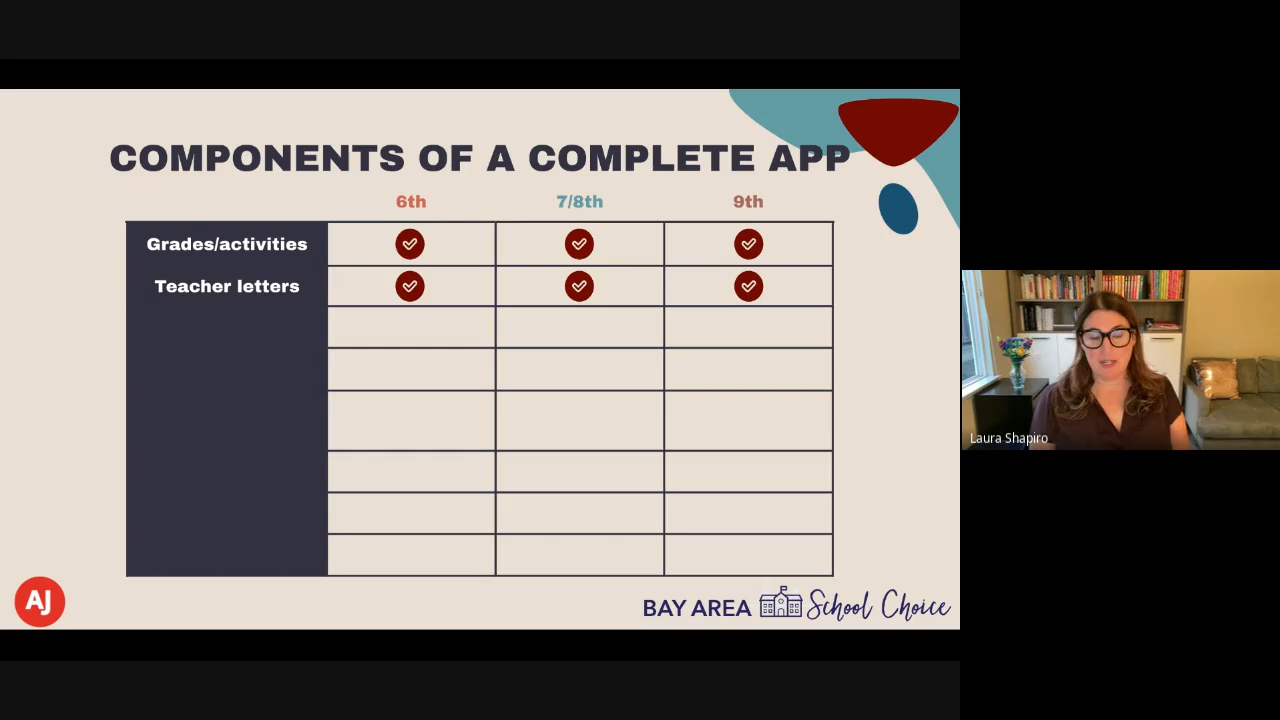 COMPONENTS OF A COMPLETE APP
6th 7/8th 9th
Grades/activities
Teacher letters
Laura Shapiro
AJ
BAY AREA School Choice